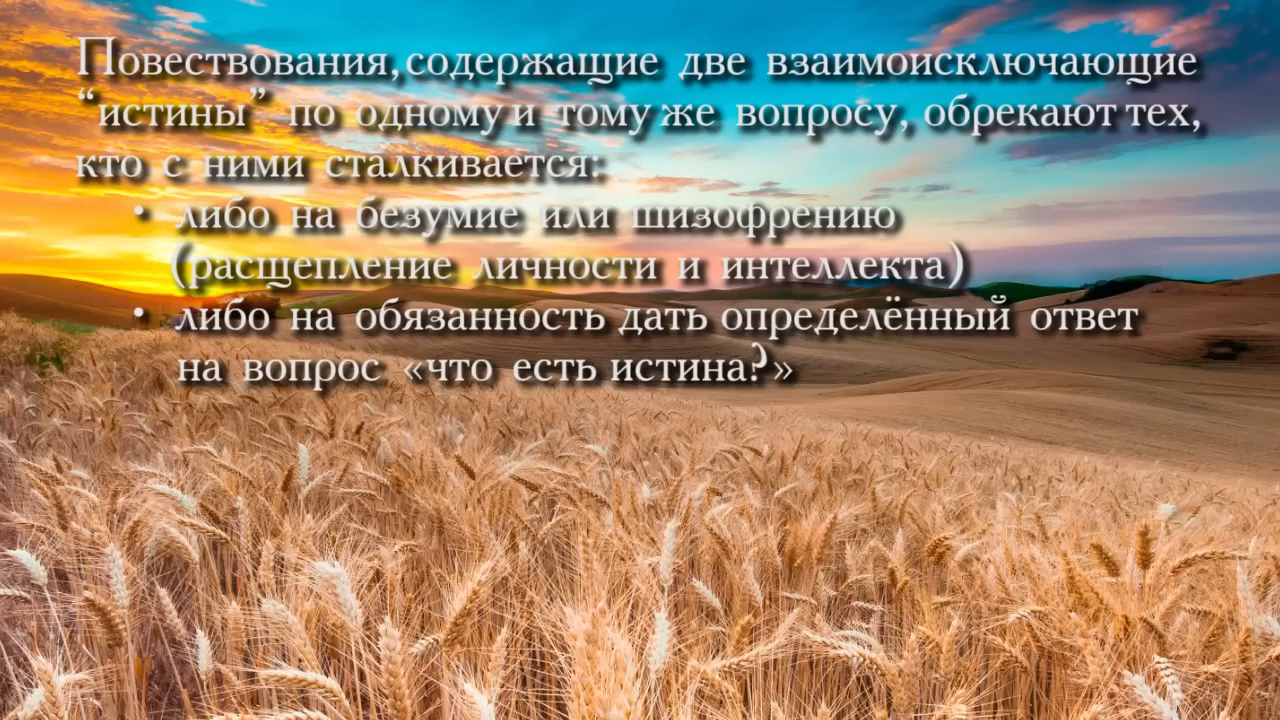 Повествования, содержащие две взаимоисключающие
“истины” по одному и тому же вопросу, обрекают тех,
кто с ними сталкивается:
• либо на безумие или шизофрению
(расщепление личности и интеллекта)
• либо на обязанность дать определённый ответ
на вопрос «что есть истина?»